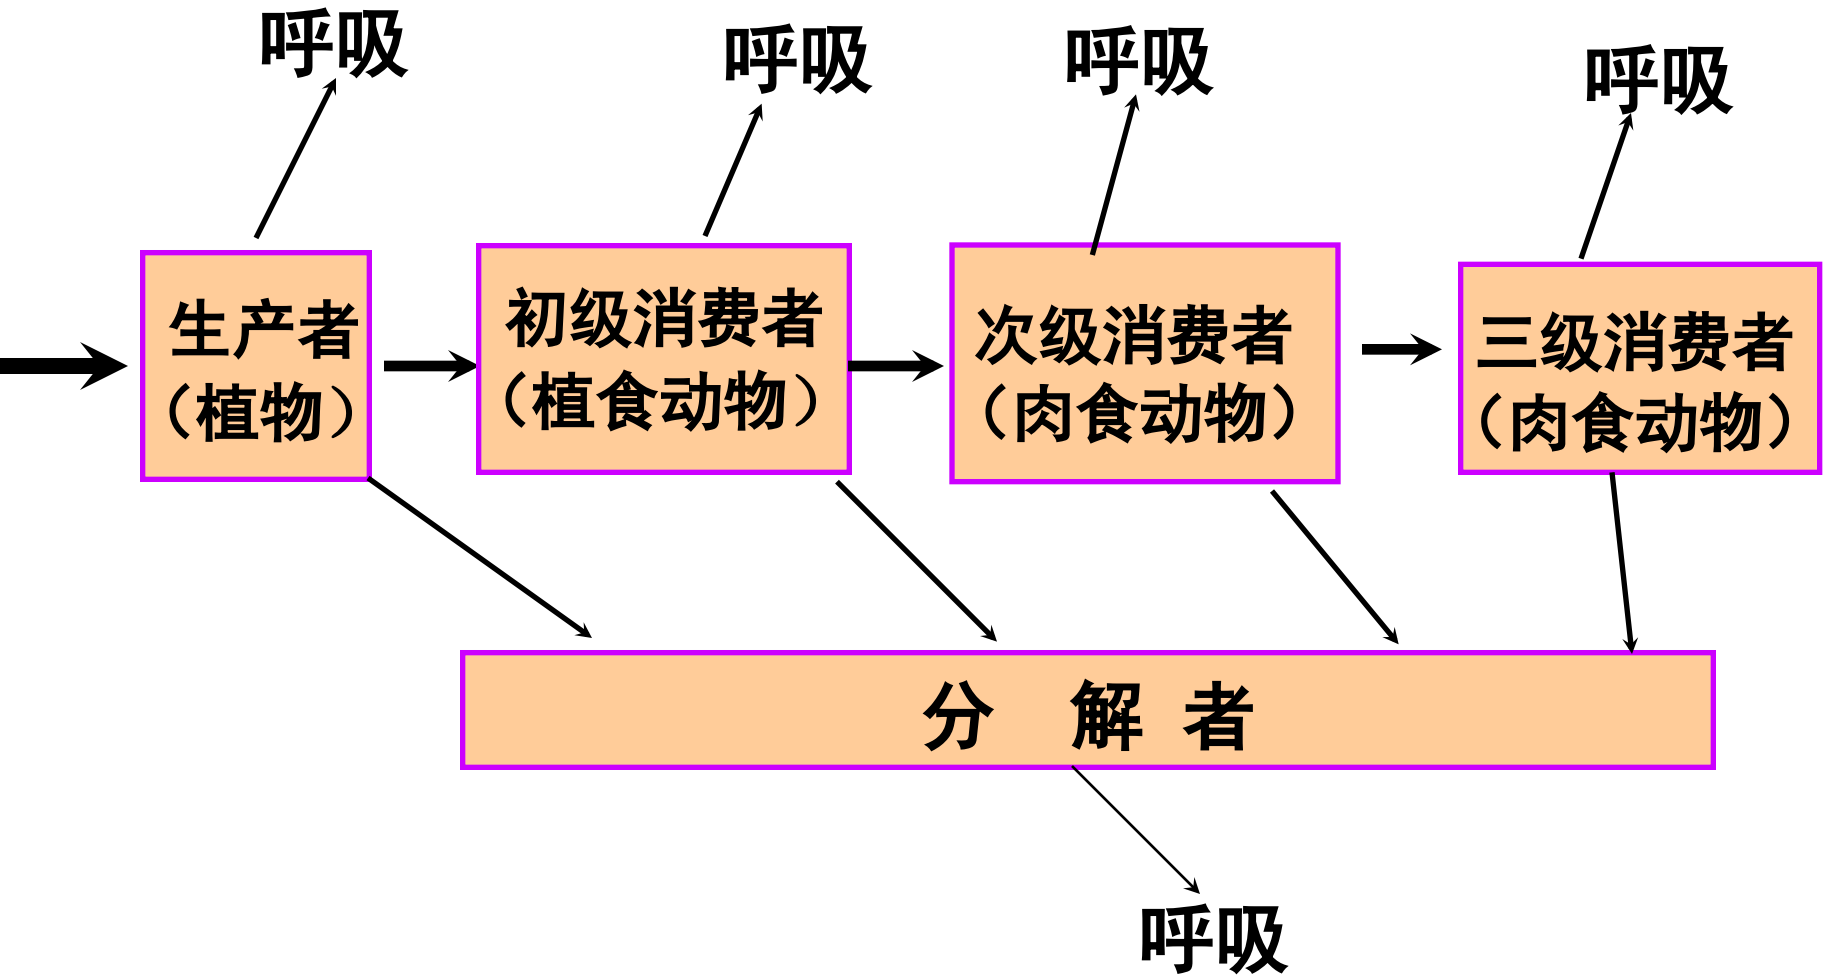 呼吸
呼吸
呼吸
呼吸
生产者
（植物）
初级消费者
（植食动物）
次级消费者
（肉食动物）
三级消费者
（肉食动物）
分 解 者
呼吸